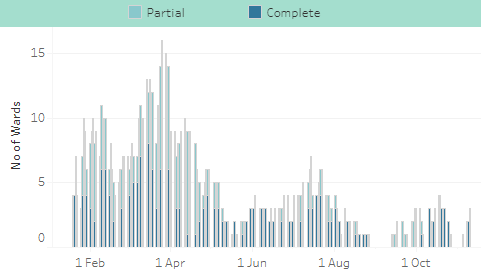 Partial Complete
No of Wards
15
10
5
0
1 Feb 1 Apr 1 Jun 1 Aug 1 Oct